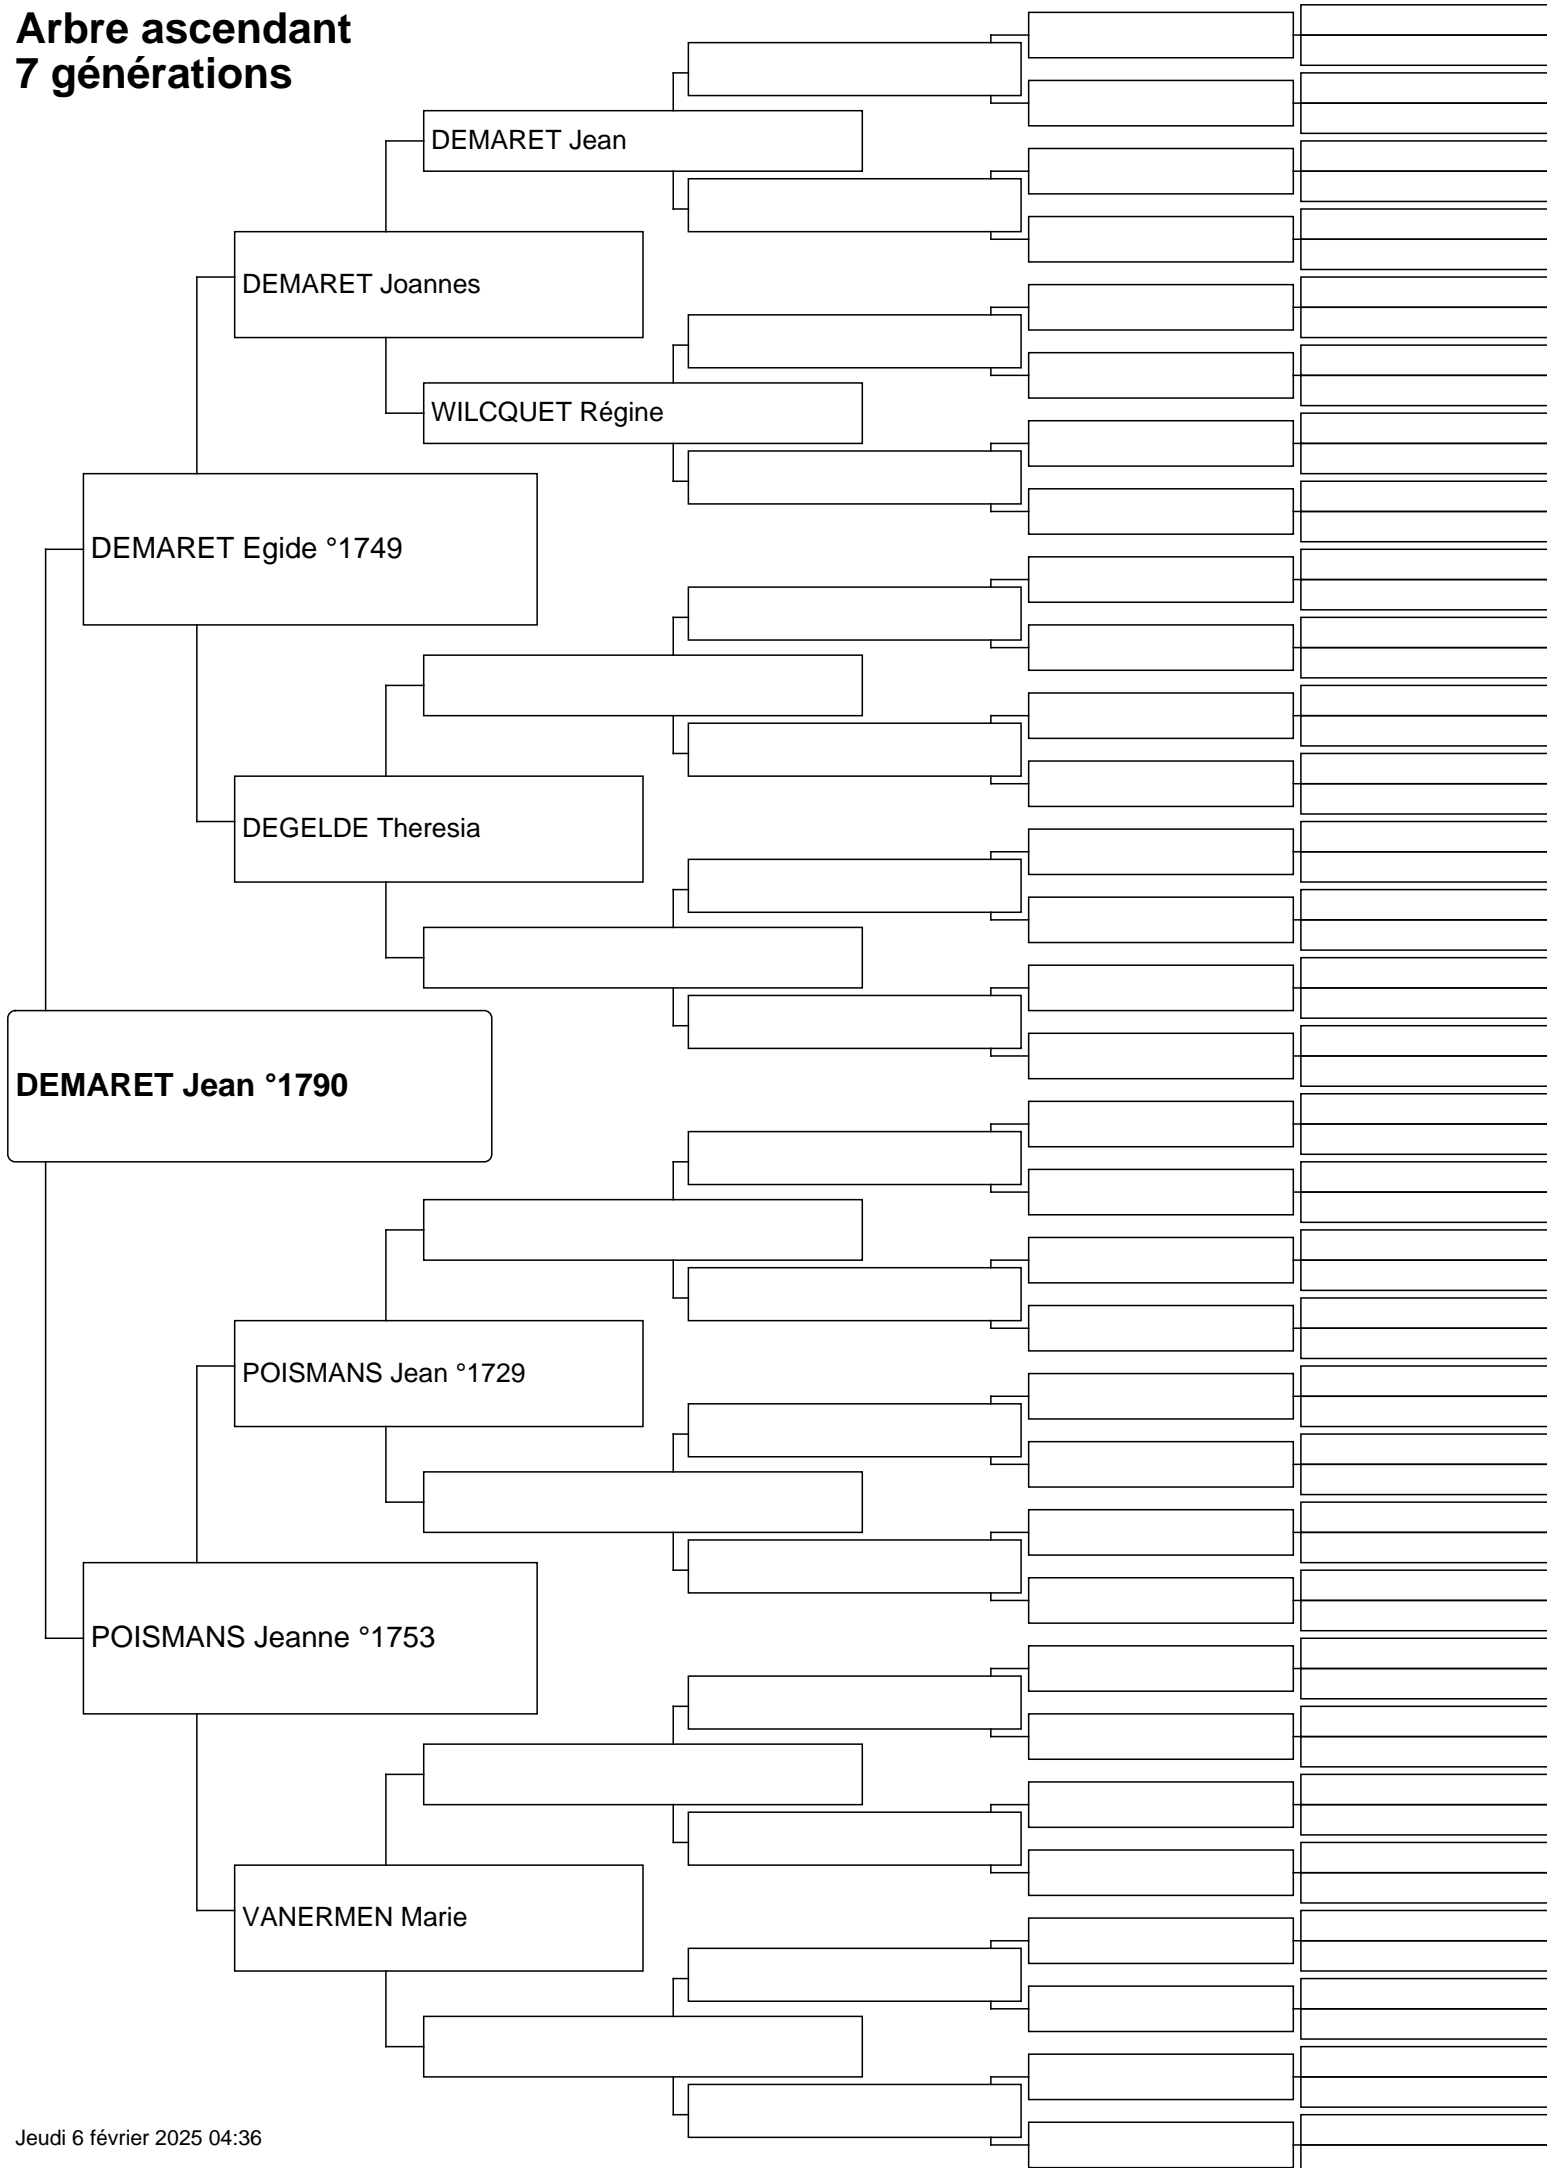 Arbre ascendant
7 générations
DEMARET Jean
DEMARET Joannes
WILCQUET Régine
DEMARET Egide °1749
DEGELDE Theresia
DEMARET Jean °1790
POISMANS Jean °1729
POISMANS Jeanne °1753
VANERMEN Marie
Jeudi 6 février 2025 04:36